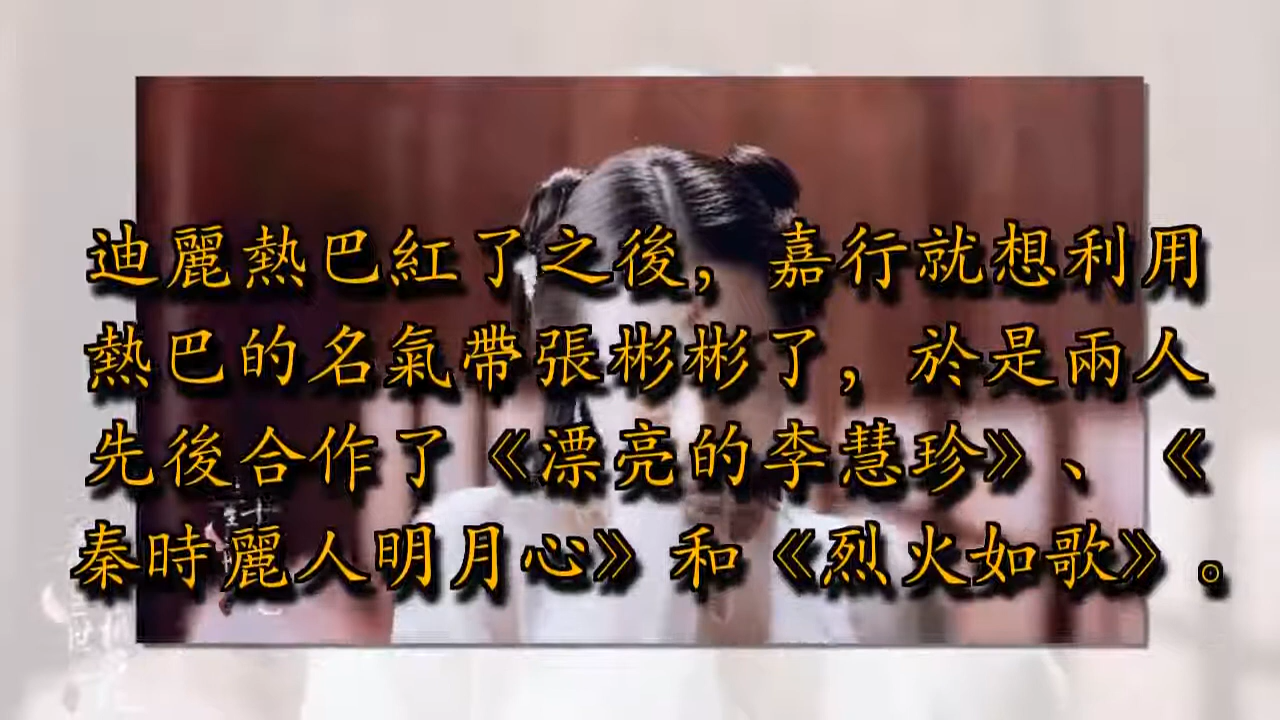 迪麗熱巴紅了之後，嘉行就想利用
熱巴的名氣帶張彬彬了，於是兩人
先後合作了《漂亮的李慧珍》、《
秦時麗人明月心》和《烈火如歌》。